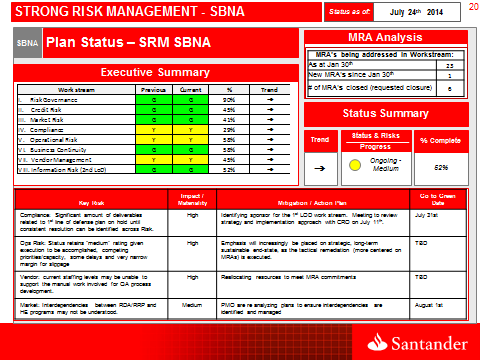 STRONG RISK MANAGEMENT - SBNA
Status as of:
July 24th 2014
20
SBNA
Plan Status – SRM SBNA
MRA Analysis
MRA's being addressed in Workstream:
As at Jan 30th 23
New MRA's since Jan 30th 1
# of MRA's closed (requested closure) 6
Executive Summary
Workstream Previous Current % Trend
I. Risk Governance G G 90% ➔
II. Credit Risk G G 45% ➔
III. Market Risk G G 41% ➔
IV. Compliance Y Y 29% ➔
V. Operational Risk Y Y 58% ➔
VI. Business Continuity G G 58% ➔
VII. Vendor Management Y Y 45% ➔
VIII. Information Risk (2nd LoD) G G 52% ➔
Status Summary
Trend
Status & Risks
Progress
% Complete
➔
Ongoing -
Medium
52%
Key Risk
Impact /
Materiality
Mitigation / Action Plan
Go to Green
Date
Compliance: Significant amount of deliverables
related to 1st line of defense plan on hold until
consistent resolution can be identified across Risk.
High
Identifying sponsor for the 1st LOD work stream. Meeting to review
strategy and implementation approach with CRO on July 11th.
July 31st
Ops Risk: Status retains "medium" rating given
execution to be accomplished, competing
priorities/capacity, some delays and very narrow
margin for slippage
High
Emphasis will increasingly be placed on strategic, long-term
sustainable end-state, as the tactical remediation (more centered on
MRAs) is executed.
TBD
Vendor: current staffing levels may be unable to
support the manual work involved for QA process
development.
High
Reallocating resources to meet MRA commitments
TBD
Market: Interdependencies between RDA/RRP and
HE programs may not be understood.
Medium
PMO are re analyzing plans to ensure interdependencies are
identified and managed
August 1st
Santander